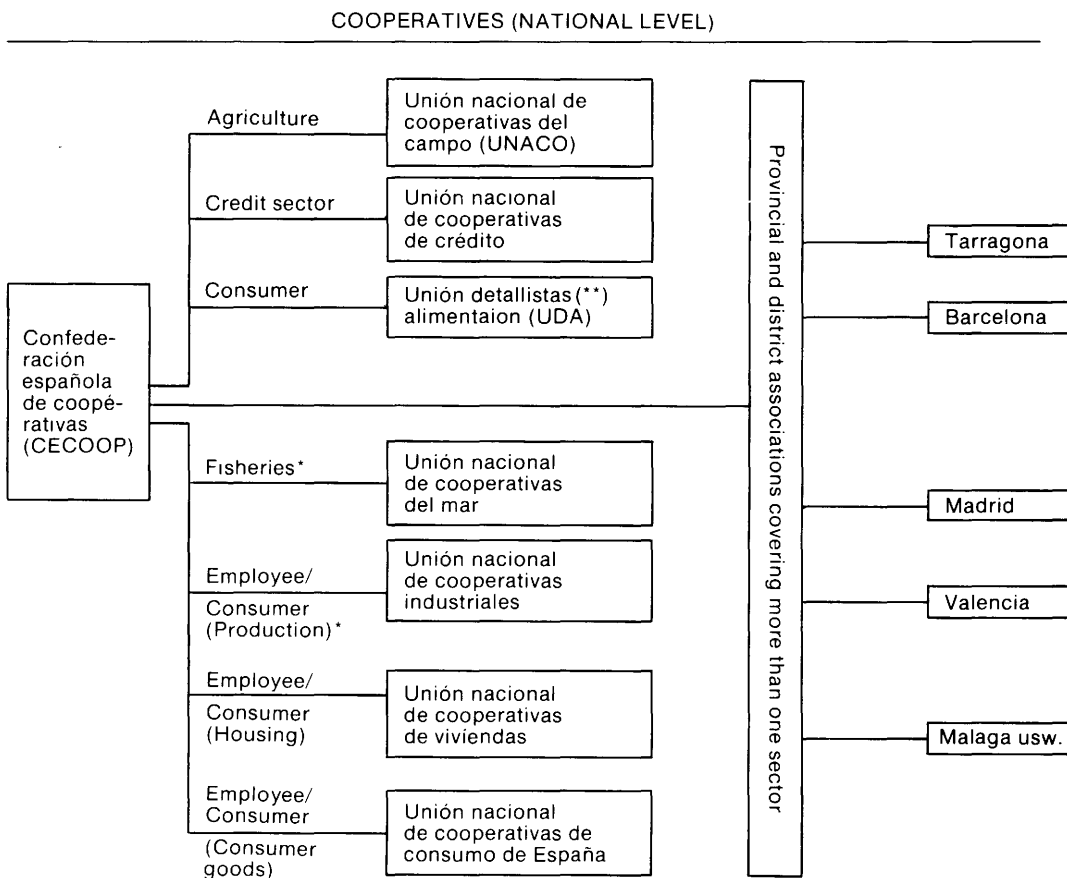 COOPERATIVES (NATIONAL LEVEL)
Confede-
ración
española
de coopé-
rativas
(CECOOP)
Agriculture
Unión nacional de
cooperativas del
campo (UNACO)
Credit sector
Unión nacional
de cooperativas
de crédito
Consumer
Unión detallistas(**)
alimentaion (UDA)
Fisheries*
Unión nacional
de cooperativas
del mar
Employee/
Consumer
(Production)*
Unión nacional
de cooperativas
industriales
Employee/
Consumer
(Housing)
Unión nacional
de cooperativas
de viviendas
Employee/
Consumer
(Consumer
goods)
Unión nacional
de cooperativas de
consumo de España
Provincial and district associations covering more than one sector
Tarragona
Barcelona
Madrid
Valencia
Malaga usw.